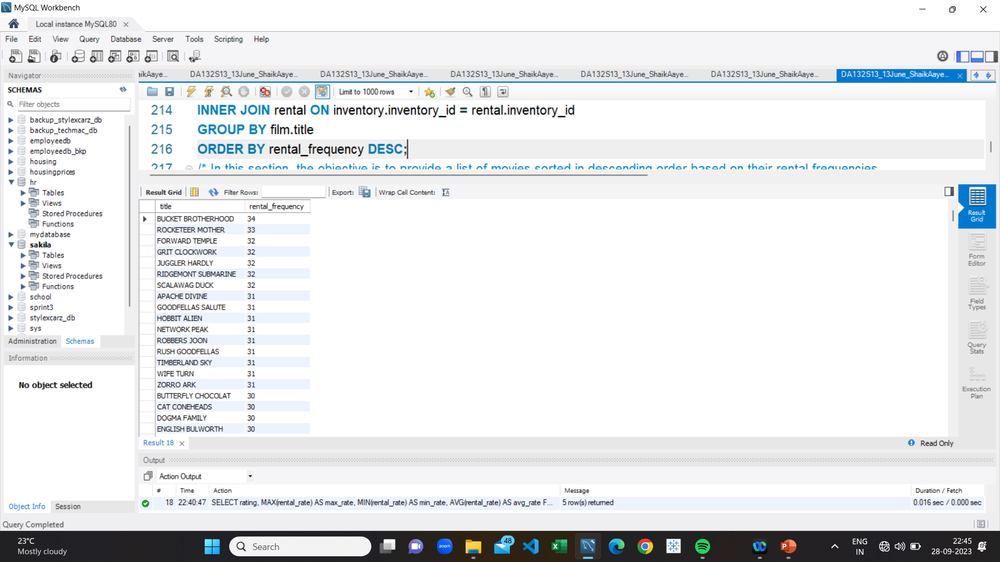 MySQL Workbench
Local instance MySQL80
File Edit View Query Database Server Tools Scripting Help
Navigator
SCHEMAS
Filter objects
backup_stylexcarz_db
backup_techmac_db
employeedb
employeedb_bkp
housing
housingprices
hr
Tables
Views
Stored Procedures
Functions
mydatabase
sakila
Tables
Views
Stored Procedures
Functions
school
sprint3
stylexcarz_db
sys
Administration Schemas
Information
No object selected
Object Info Session
aikAaye... DA132S13_13June_ShaikAaye... DA132S13_13June_ShaikAaye... DA132S13_13June_ShaikAaye... DA132S13_13June_ShaikAaye... DA132S13_13June_ShaikAaye... DA132S13_13June_ShaikAaye...
Limit to 1000 rows
214 INNER JOIN rental ON inventory.inventory_id = rental.inventory_id
215 GROUP BY film.title
216 ORDER BY rental_frequency DESC;
217 /* In this section, the objective is to provide a list of movies sorted in descending order based on their rental frequencies
Result Grid Filter Rows: Export: Wrap Cell Content:
title rental_frequency
BUCKET BROTHERHOOD 34
ROCKETEER MOTHER 33
FORWARD TEMPLE 32
GRIT CLOCKWORK 32
JUGGLER HARDLY 32
RIDGEMONT SUBMARINE 32
SCALAWAG DUCK 32
APACHE DIVINE 31
GOODFELLAS SALUTE 31
HOBBIT ALIEN 31
NETWORK PEAK 31
ROBBERS JOON 31
RUSH GOODFELLAS 31
TIMBERLAND SKY 31
WIFE TURN 31
ZORRO ARK 31
BUTTERFLY CHOCOLAT 30
CAT CONEHEADS 30
DOGMA FAMILY 30
ENGLISH BULWORTH 30
Result Grid
Form Editor
Field Types
Query Stats
Execution Plan
Result 18
Read Only
Output
Action Output
# Time Action Message Duration / Fetch
18 22:40:47 SELECT rating, MAX(rental_rate) AS max_rate, MIN(rental_rate) AS min_rate, AVG(rental_rate) AS avg_rate F... 5 row(s) returned 0.016 sec / 0.000 sec
Query Completed
23°C
Mostly cloudy
Search
zoom
48
ENG
IN
22:45
28-09-2023